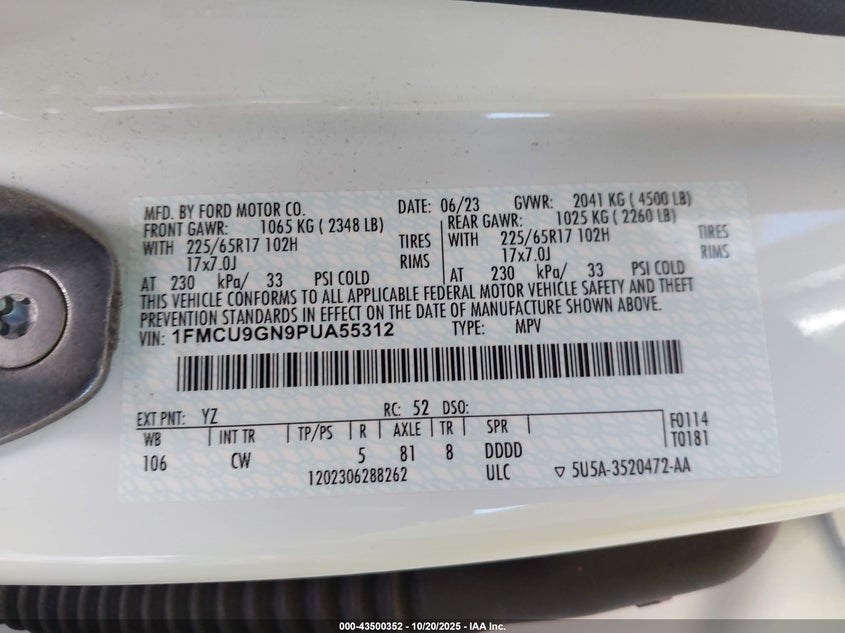 MFD. BY FORD MOTOR CO. DATE: 06/23 GVWR: 2041 KG ( 4500 LB)
FRONT GAWR: 1065 KG ( 2348 LB) REAR GAWR: 1025 KG ( 2260 LB)
WITH 225/65R17 102H TIRES WITH 225/65R17 102H TIRES
17x7.0J RIMS 17x7.0J RIMS
AT 230 kPa/ 33 PSI COLD AT 230 kPa/ 33 PSI COLD
THIS VEHICLE CONFORMS TO ALL APPLICABLE FEDERAL MOTOR VEHICLE SAFETY AND THEFT
PREVENTION STANDARDS IN EFFECT ON THE DATE OF MANUFACTURE SHOWN ABOVE.
VIN: 1FMCU9GN9PUA55312 TYPE: MPV
EXT PNT: YZ RC: 52 DSO:
WB INT TR TP/PS R AXLE TR SPR F0114
106 CW 5 81 8 DDDD T0181
1202306288262 ULC ▽ 5U5A-3520472-AA
000-43500352 - 10/20/2025 - IAA Inc.